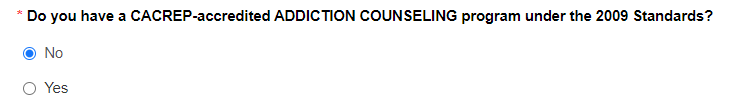 * Do you have a CACREP-accredited ADDICTION COUNSELING program under the 2009 Standards?
No
Yes